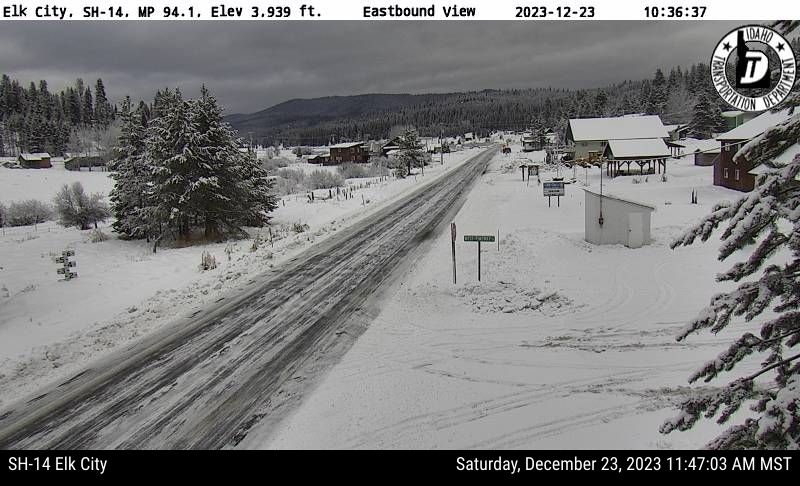 Elk City, SH-14, MP 94.1, Elev 3,939 ft. Eastbound View 2023-12-23 10:36:37
IDAHO
TRANSPORTATION DEPARTMENT
SH-14 Elk City Saturday, December 23, 2023 11:47:03 AM MST